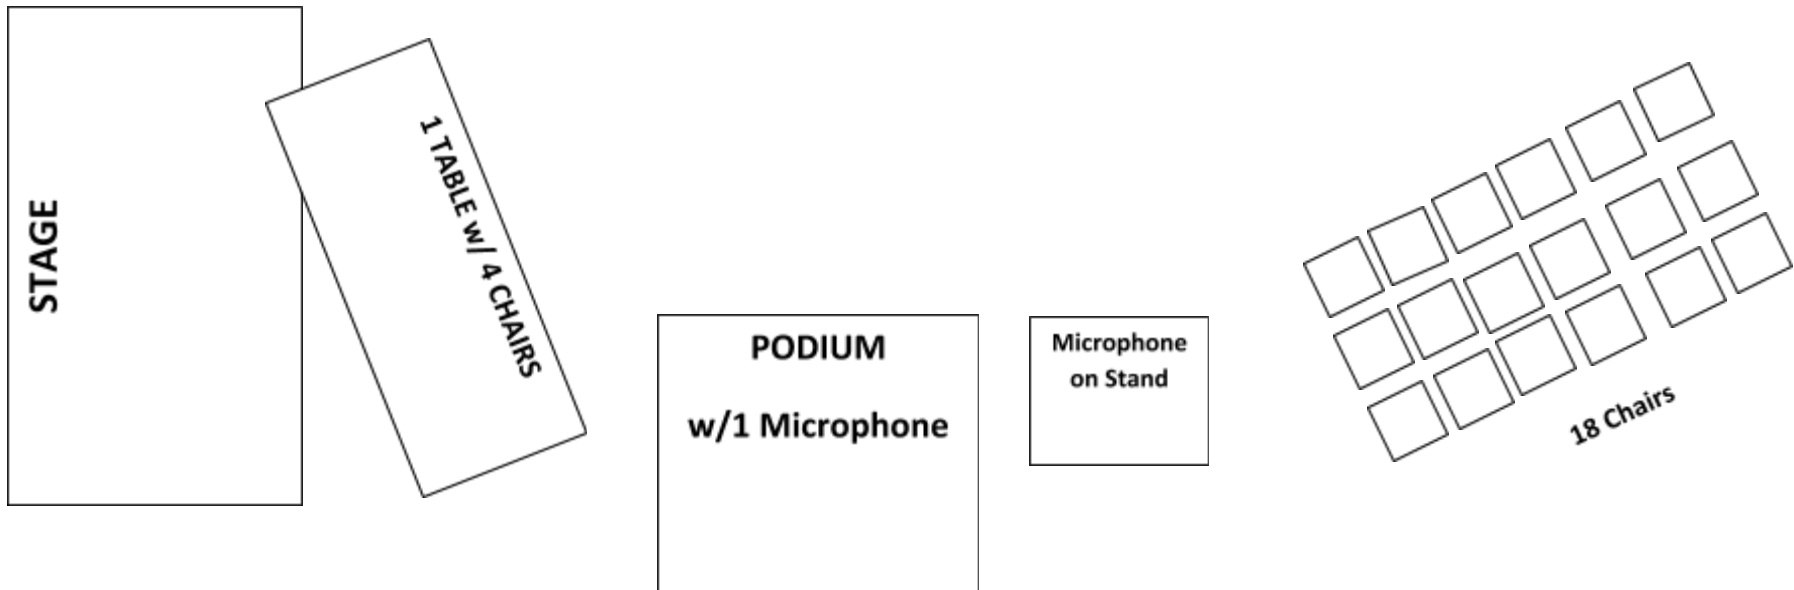 STAGE
1 TABLE w/ 4 CHAIRS
PODIUM
w/1 Microphone
Microphone
on Stand
18 Chairs